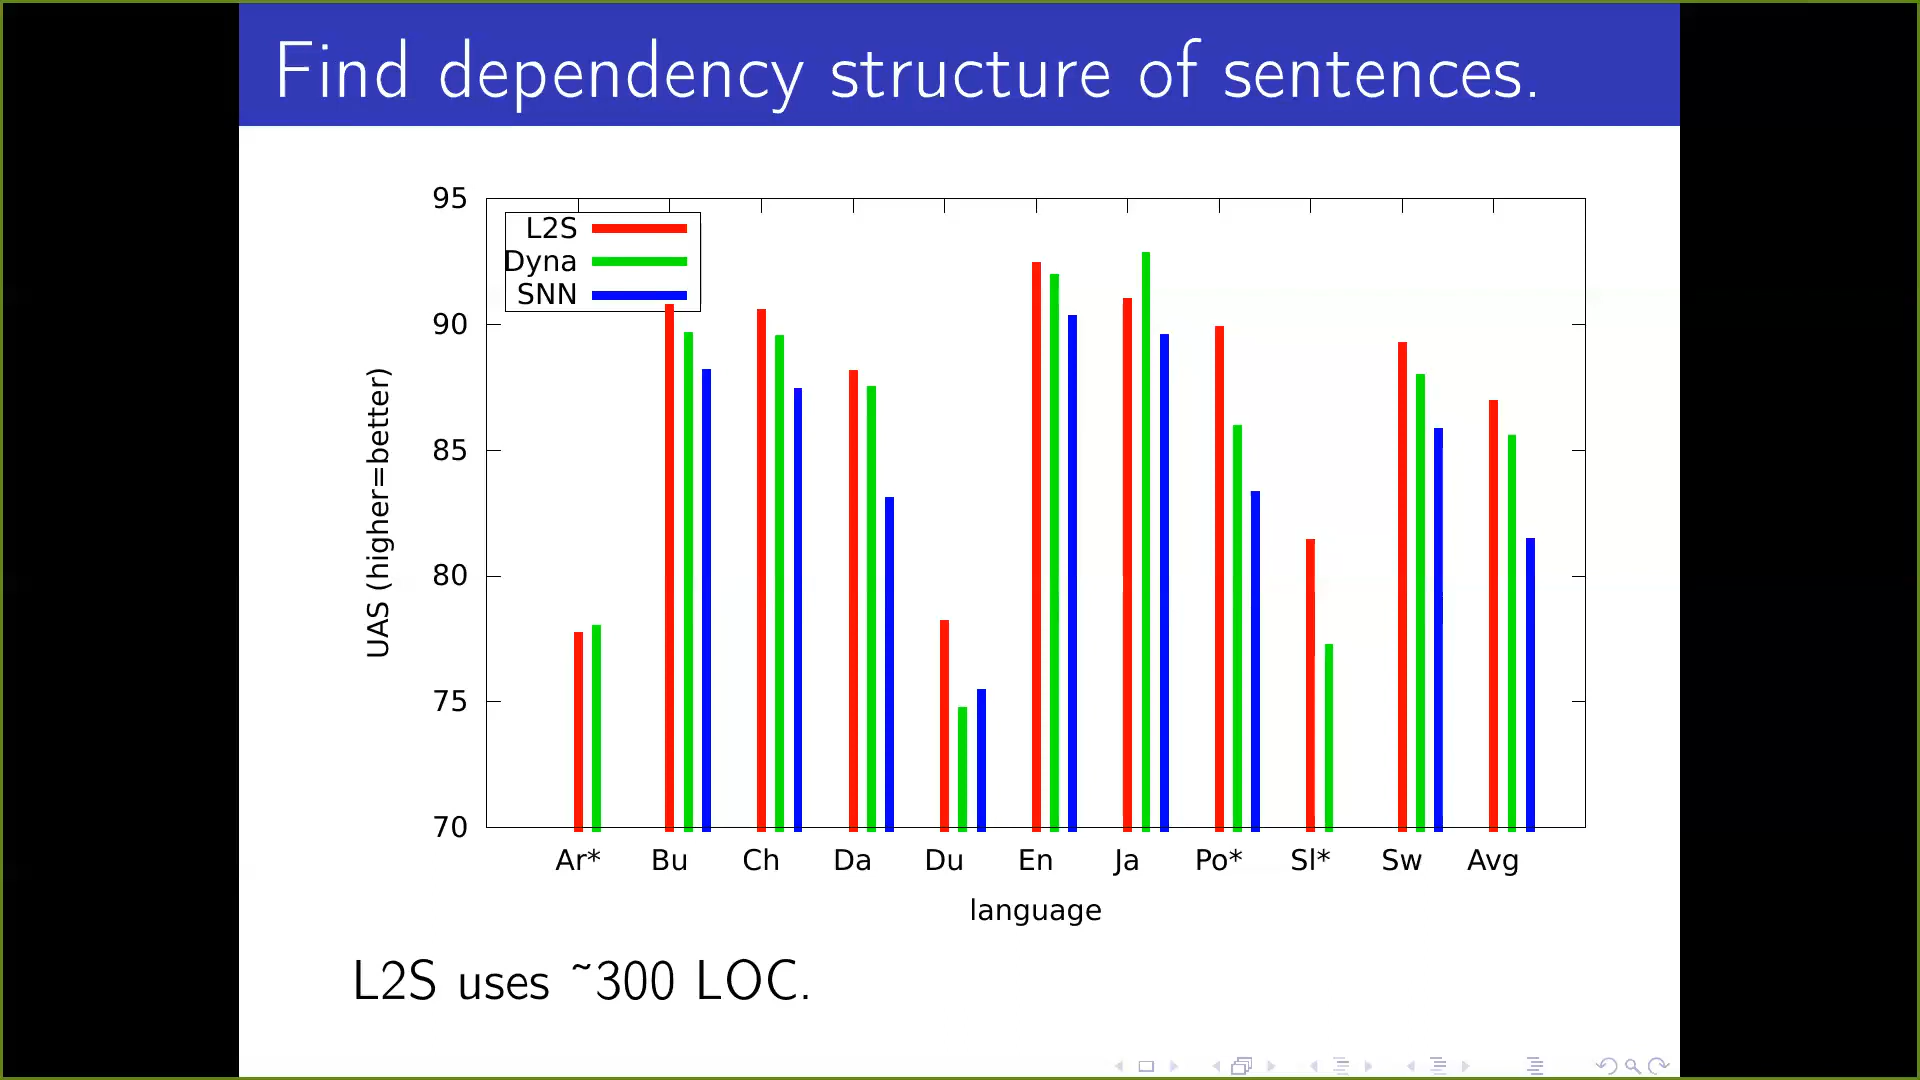 Find dependency structure of sentences.
95
90
85
80
75
70
UAS (higher=better)
L2S
Dyna
SNN
Ar* Bu Ch Da Du En Ja Po* Sl* Sw Avg
language
L2S uses ~300 LOC.